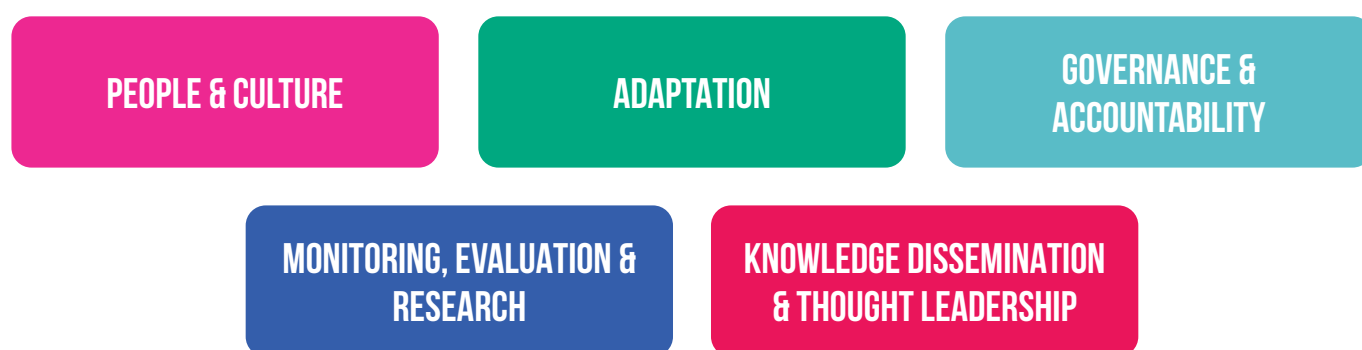 PEOPLE & CULTURE
ADAPTATION
GOVERNANCE &
ACCOUNTABILITY
MONITORING, EVALUATION &
RESEARCH
KNOWLEDGE DISSEMINATION
& THOUGHT LEADERSHIP